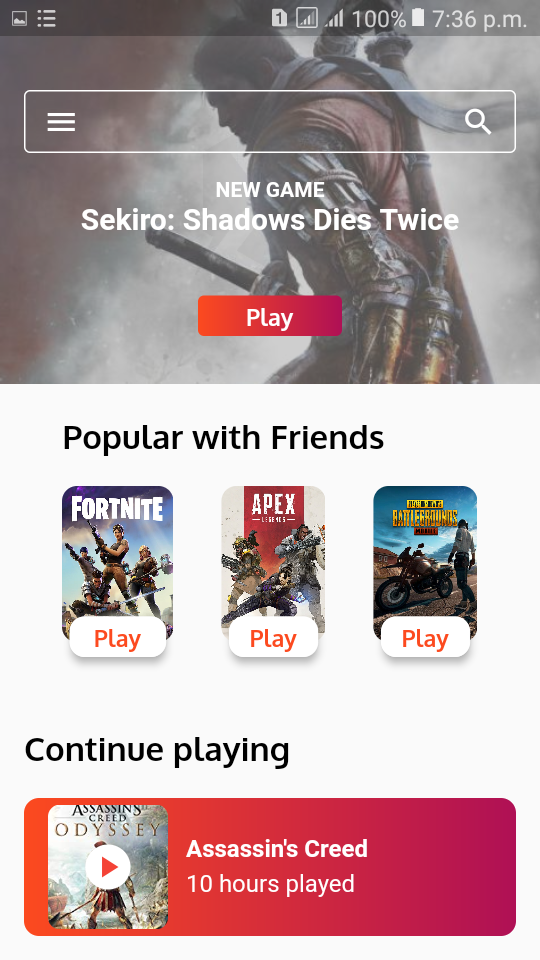 1 100% 7:36 p.m.
NEW GAME
Sekiro: Shadows Dies Twice
Play
Popular with Friends
FORTNITE
APEX
LEGENDS
BATTLEGROUNDS
Play
Play
Play
Continue playing
ASSASSIN'S
CREED
ODYSSEY
Assassin's Creed
10 hours played